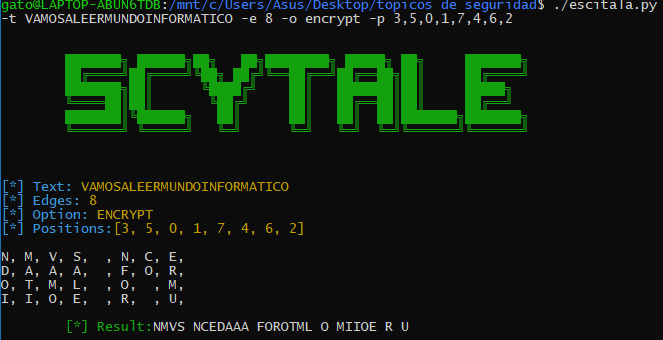 gato@LAPTOP-ABUN6TDB:/mnt/c/Users/Asus/Desktop/topicos de seguridad$ ./escitala.py
-t VAMOSALEERMUNDOINFORMATICO -e 8 -o encrypt -p 3,5,0,1,7,4,6,2
SCYTALE
[*] Text: VAMOSALEERMUNDOINFORMATICO
[*] Edges: 8
[*] Option: ENCRYPT
[*] Positions:[3, 5, 0, 1, 7, 4, 6, 2]
N, M, V, S,  , N, C, E,
D, A, A, A,  , F, O, R,
O, T, M, L,  , O,  , M,
I, I, O, E,  , R,  , U,
[*] Result:NMVS NCEDAAA FOROTML O MIIOE R U